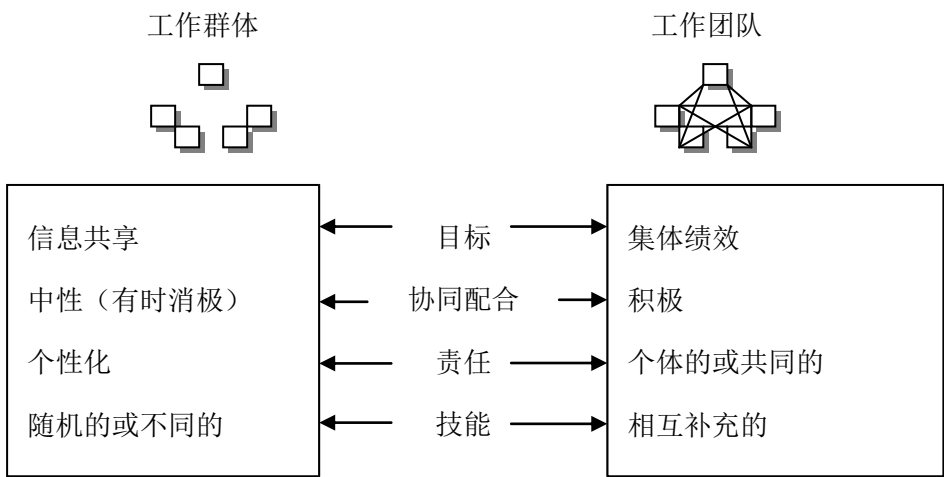 工作群体 工作团队
信息共享 目标 集体绩效
中性（有时消极） 协同配合 积极
个性化 责任 个体的或共同的
随机的或不同的 技能 相互补充的